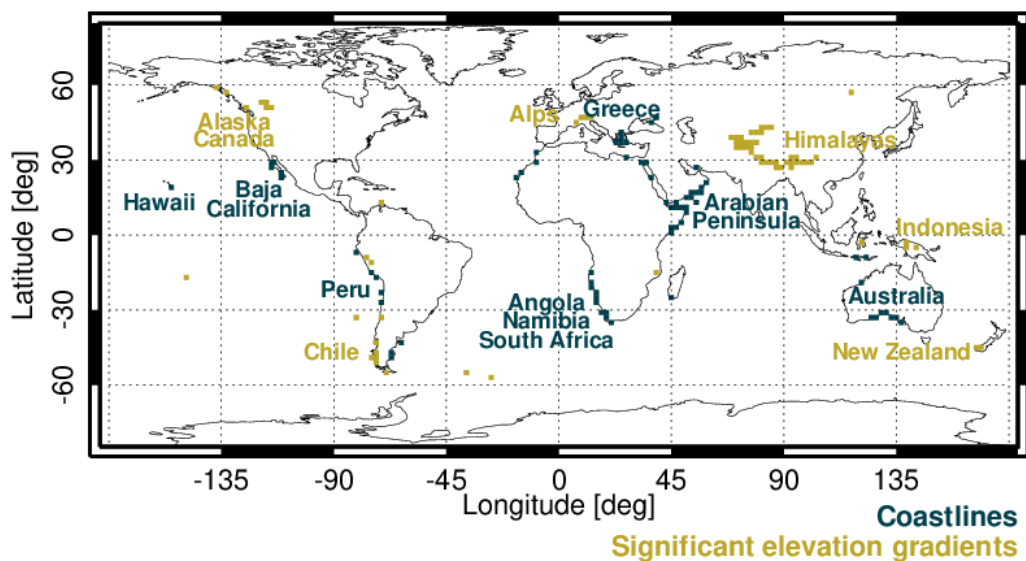 60
30
0
-30
-60
Latitude [deg]
Alaska
Canada
Hawaii
Baja
California
Peru
Chile
Alps
Greece
Himalayas
Arabian
Peninsula
Indonesia
Angola
Namibia
South Africa
Australia
New Zealand
-135 -90 -45 0 45 90 135
Longitude [deg]
Coastlines
Significant elevation gradients